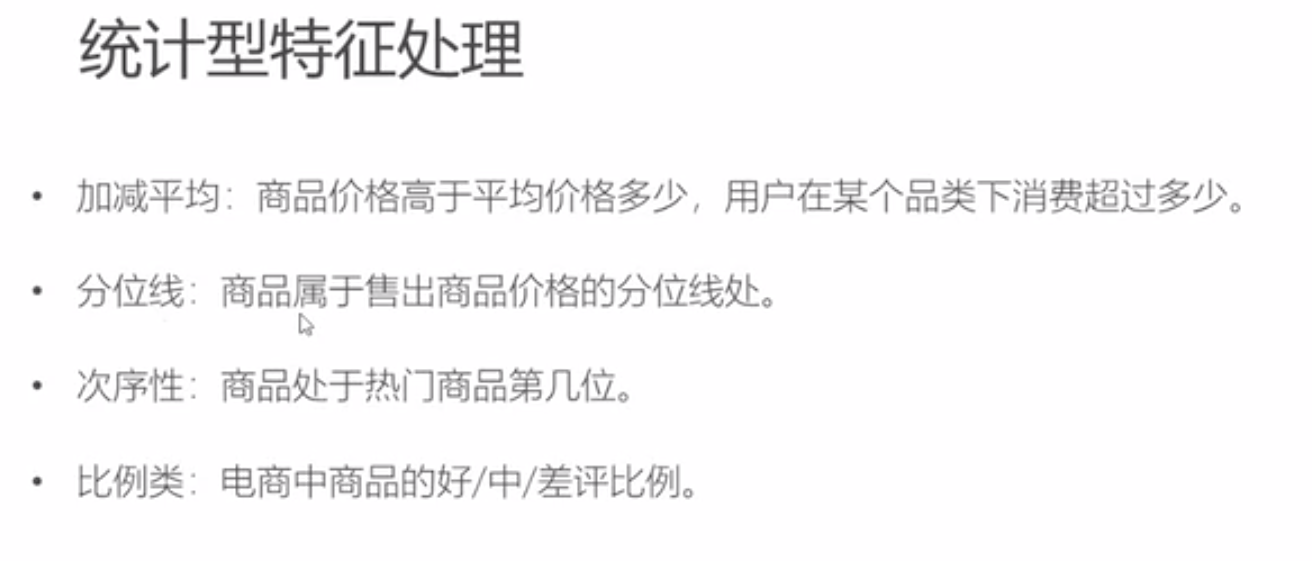 统计型特征处理
• 加减平均：商品价格高于平均价格多少，用户在某个品类下消费超过多少。
• 分位线：商品属于售出商品价格的分位线处。
• 次序性：商品处于热门商品第几位。
• 比例类：电商中商品的好/中/差评比例。